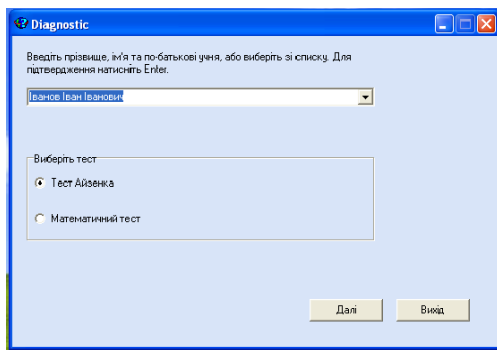 Diagnostic
Введіть прізвище, ім'я та по-батькові учня, або виберіть зі списку. Для
підтвердження натисніть Enter.
Іванов Іван Іванович
Виберіть тест
Тест Айзенка
Математичний тест
Далі
Вихід